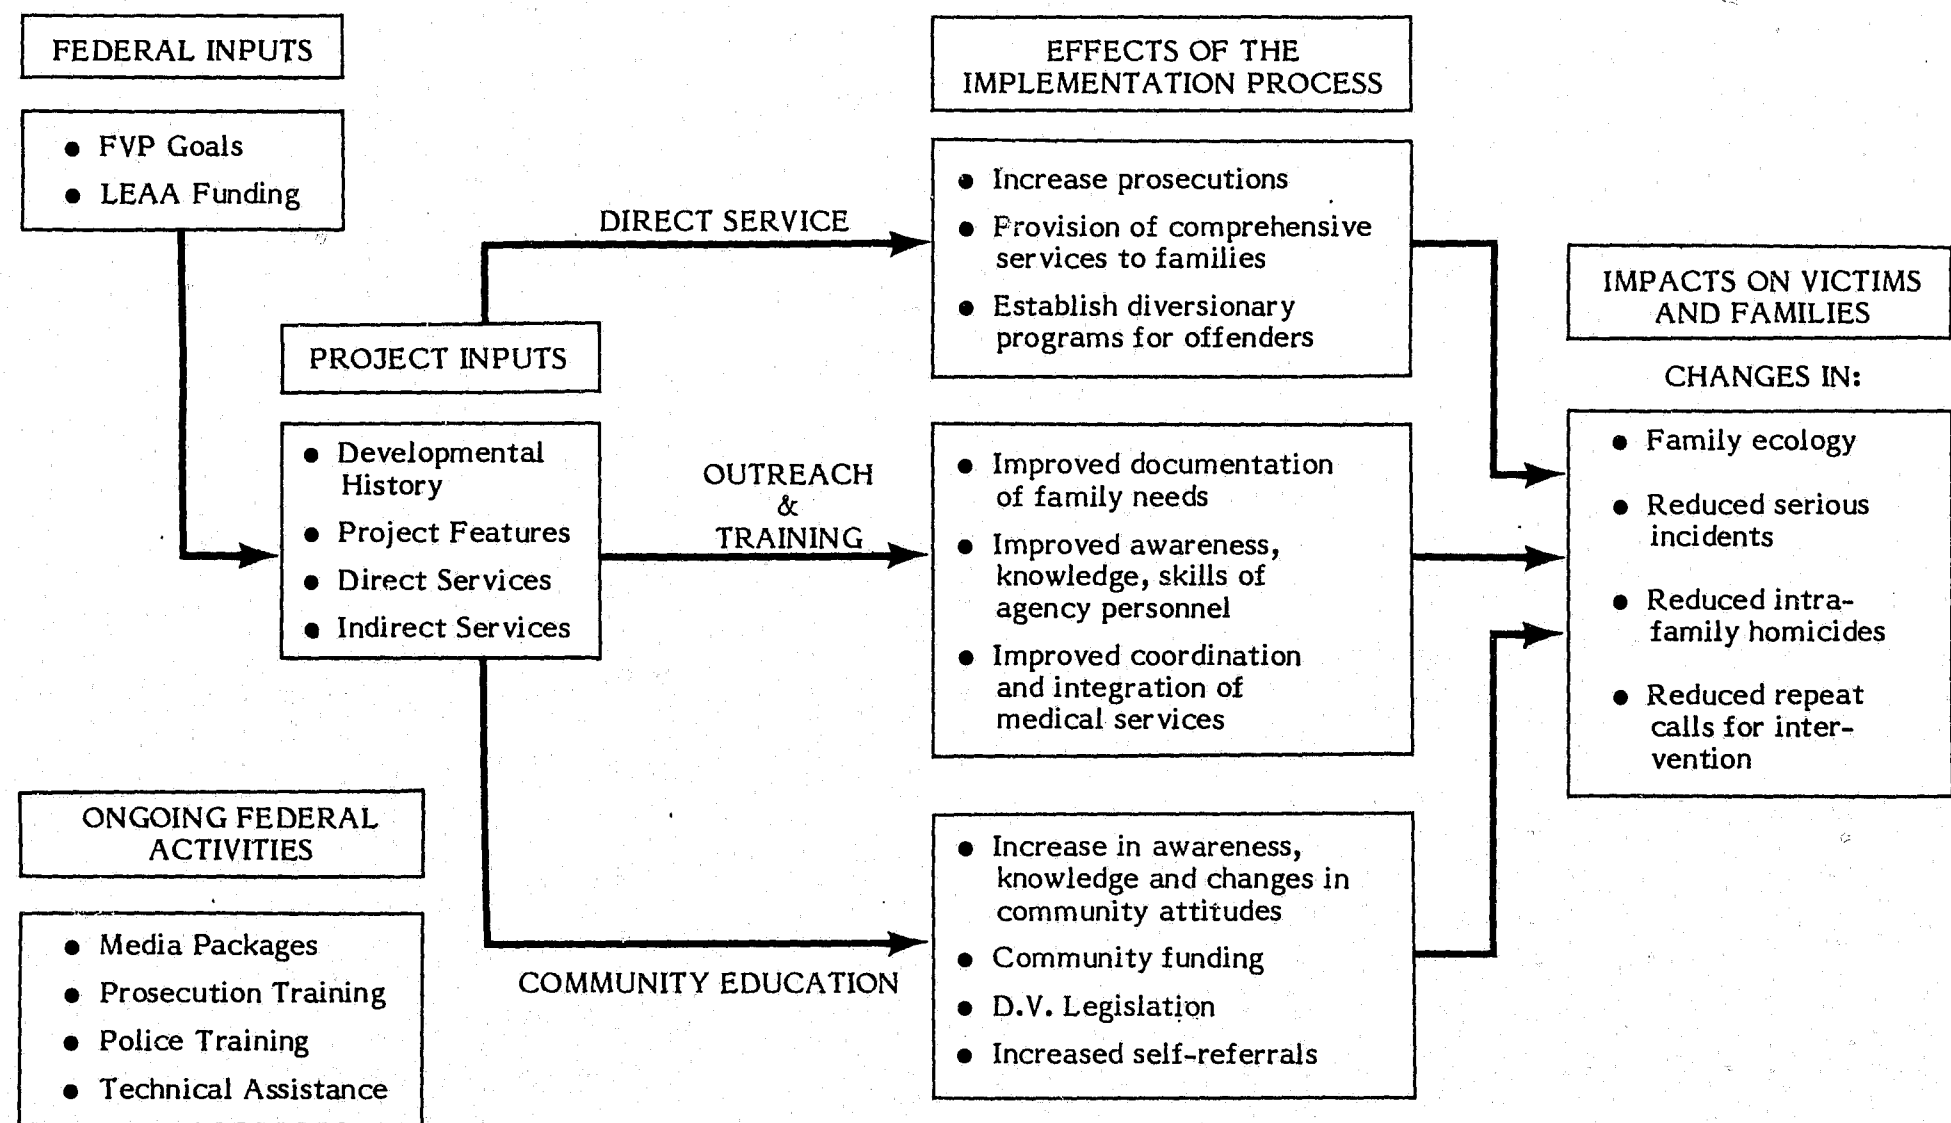 FEDERAL INPUTS
● FVP Goals
● LEAA Funding
PROJECT INPUTS
● Developmental
History
● Project Features
● Direct Services
● Indirect Services
ONGOING FEDERAL
ACTIVITIES
● Media Packages
● Prosecution Training
● Police Training
● Technical Assistance
DIRECT SERVICE
OUTREACH
&
TRAINING
COMMUNITY EDUCATION
EFFECTS OF THE
IMPLEMENTATION PROCESS
● Increase prosecutions
● Provision of comprehensive
services to families
● Establish diversionary
programs for offenders
● Improved documentation
of family needs
● Improved awareness,
knowledge, skills of
agency personnel
● Improved coordination
and integration of
medical services
● Increase in awareness,
knowledge and changes in
community attitudes
● Community funding
● D.V. Legislation
● Increased self-referrals
IMPACTS ON VICTIMS
AND FAMILIES
CHANGES IN:
● Family ecology
● Reduced serious
incidents
● Reduced intra-
family homicides
● Reduced repeat
calls for inter-
vention